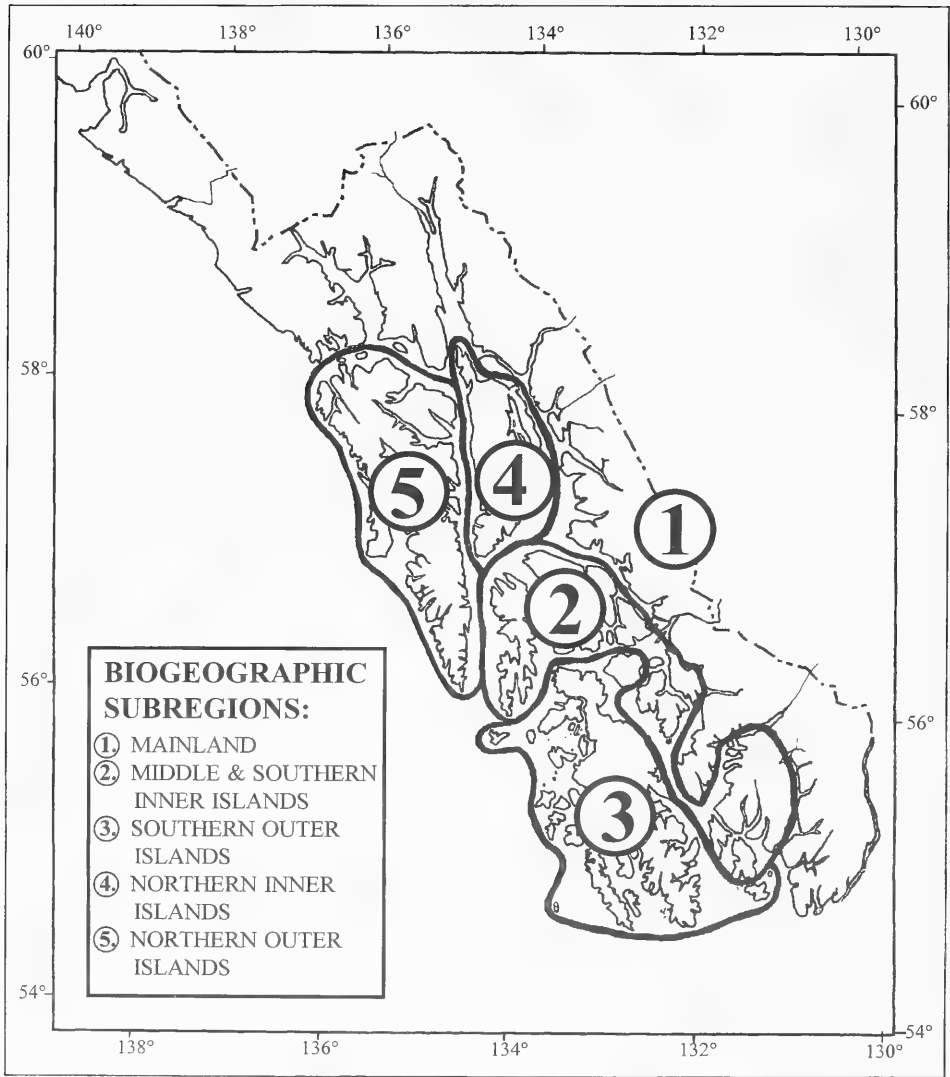 140° 138° 136° 134° 132° 130°
60° 60°
58° 58°
5 4 1
2
56° 56°
3
BIOGEOGRAPHIC
SUBREGIONS:
1. MAINLAND
2. MIDDLE & SOUTHERN
INNER ISLANDS
3. SOUTHERN OUTER
ISLANDS
4. NORTHERN INNER
ISLANDS
5. NORTHERN OUTER
ISLANDS
54° 54°
138° 136° 134° 132° 130°